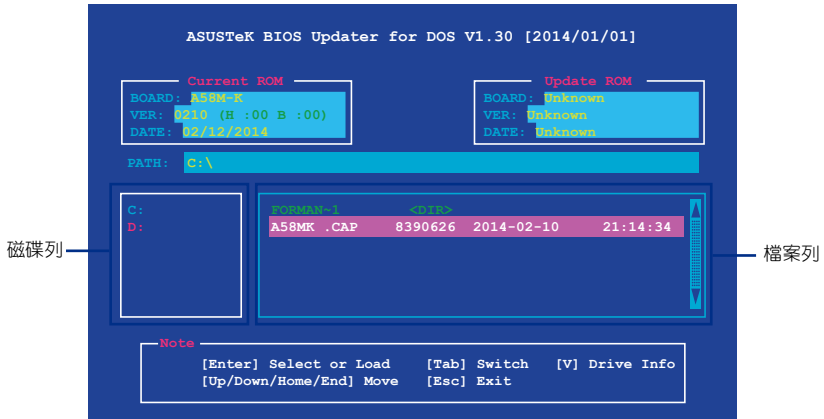 ASUSTeK BIOS Updater for DOS V1.30 [2014/01/01]
Current ROM
BOARD: A58M-K
VER: 0210 (H :00 B :00)
DATE: 02/12/2014
Update ROM
BOARD: Unknown
VER: Unknown
DATE: Unknown
PATH: C:\
C:
D:
FORMAN~1 <DIR>
A58MK .CAP 8390626 2014-02-10 21:14:34
磁碟列
檔案列
Note
[Enter] Select or Load [Tab] Switch [V] Drive Info
[Up/Down/Home/End] Move [Esc] Exit